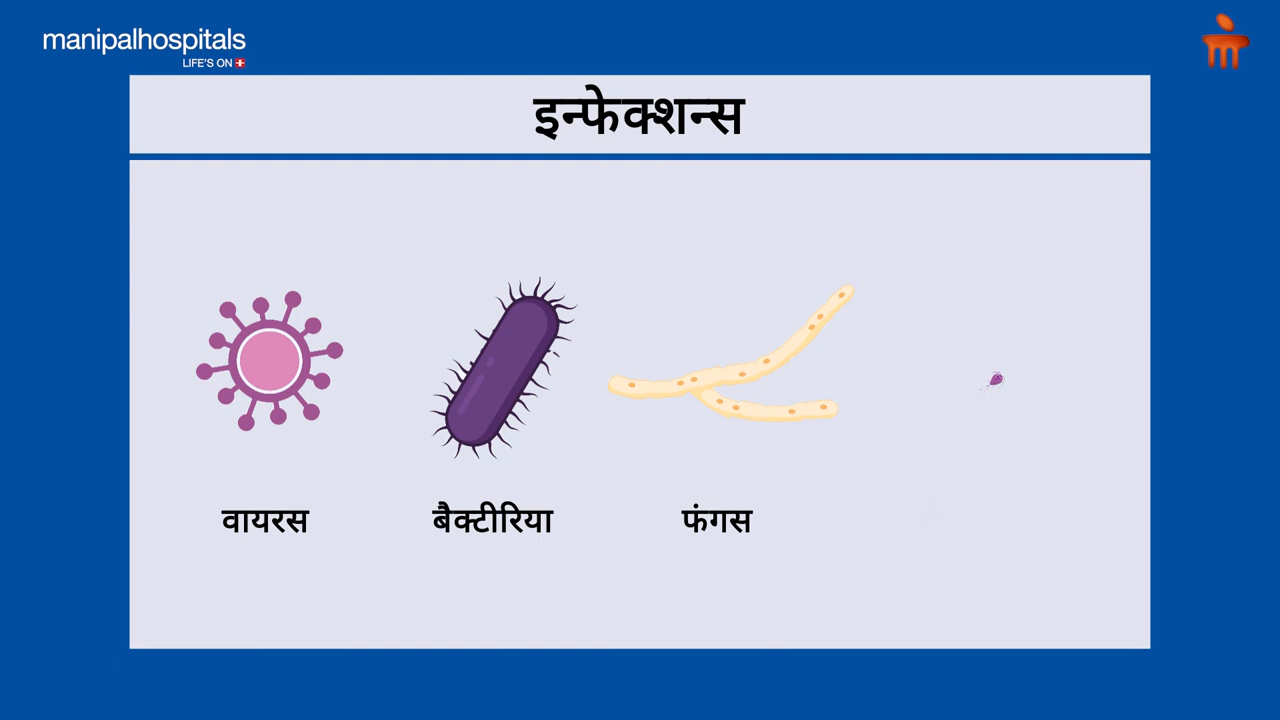 manipalhospitals
LIFE'S ON
इन्फेक्शन्स
वायरस
बैक्टीरिया
फंगस